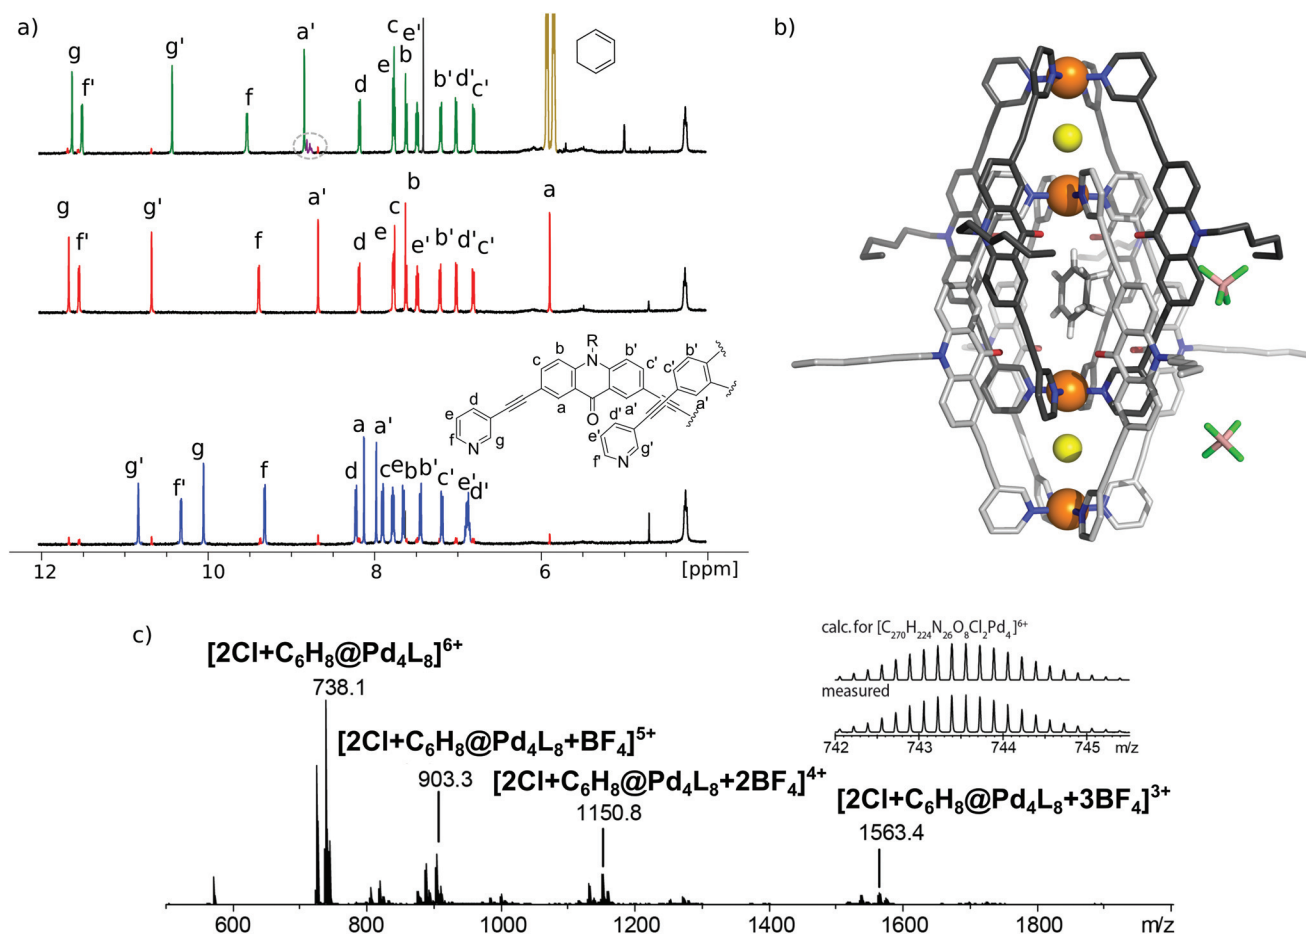 a)
g
f'
g'
f
a'
d
e
c
b
e'
b'
d'
c'
g
f'
g'
f
a'
d
e
c
b
e'
b'
d'
c'
a
g'
f'
g
f
d
a
a'
c
e
b
b'
c'
e'
d'
R
N
O
b
c
a
d
e
f
g
N
b'
c'
a'
b'
c'
a'
d'
e'
f'
g'
N
12
10
8
6
[ppm]
b)
c)
[2Cl+C₆H₈@Pd₄L₈]⁶⁺
738.1
[2Cl+C₆H₈@Pd₄L₈+BF₄]⁵⁺
903.3
[2Cl+C₆H₈@Pd₄L₈+2BF₄]⁴⁺
1150.8
[2Cl+C₆H₈@Pd₄L₈+3BF₄]³⁺
1563.4
calc. for [C₂₇₀H₂₂₄N₂₆O₈Cl₂Pd₄]⁶⁺
measured
742 743 744 745 m/z
600 800 1000 1200 1400 1600 1800 m/z